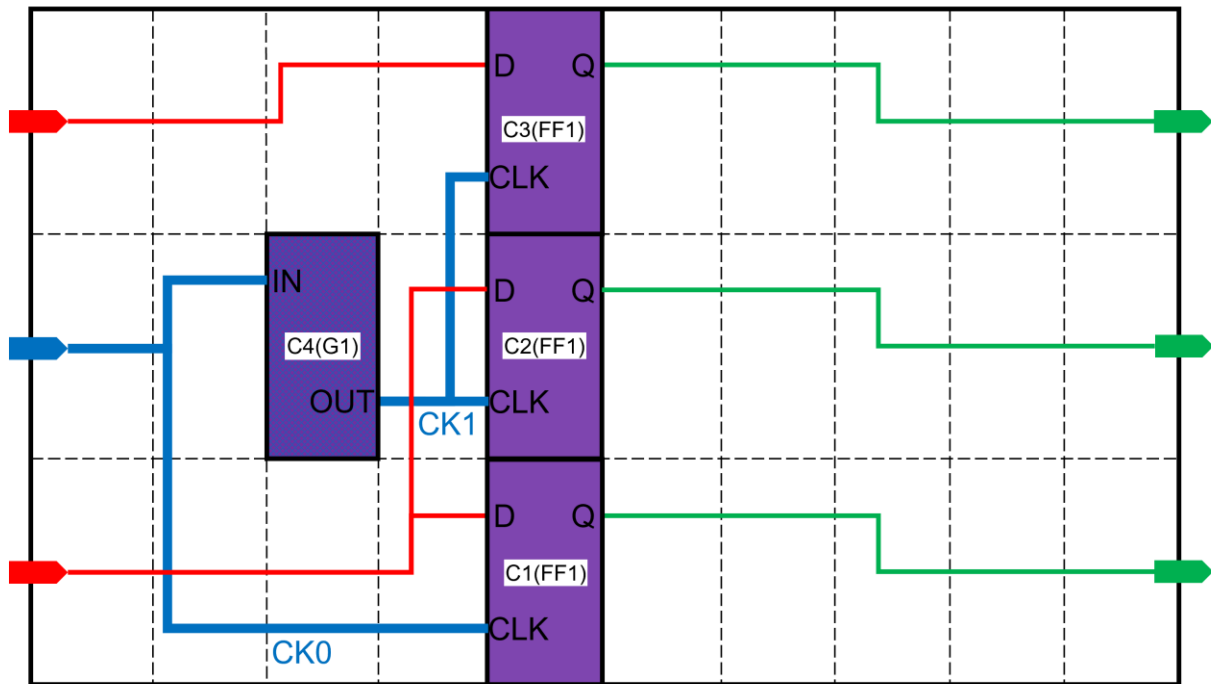 D Q
C3(FF1)
CLK
IN
D Q
C4(G1)
C2(FF1)
OUT
CLK
CK1
D Q
C1(FF1)
CLK
CK0